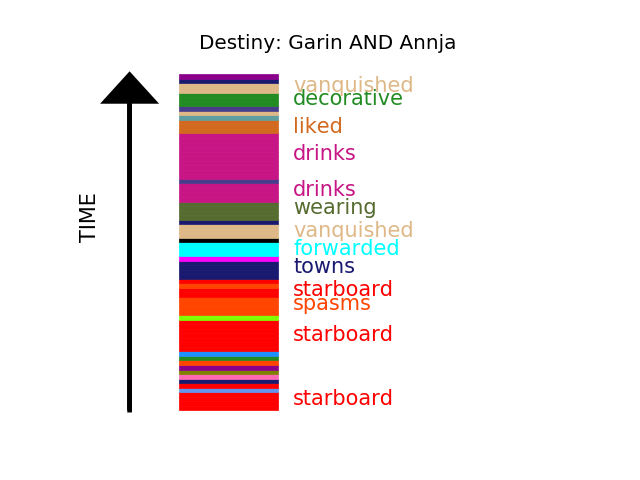 Destiny: Garin AND Annja
vanquished
decorative
liked
drinks
drinks
wearing
vanquished
forwarded
towns
starboard
spasms
starboard
starboard
TIME